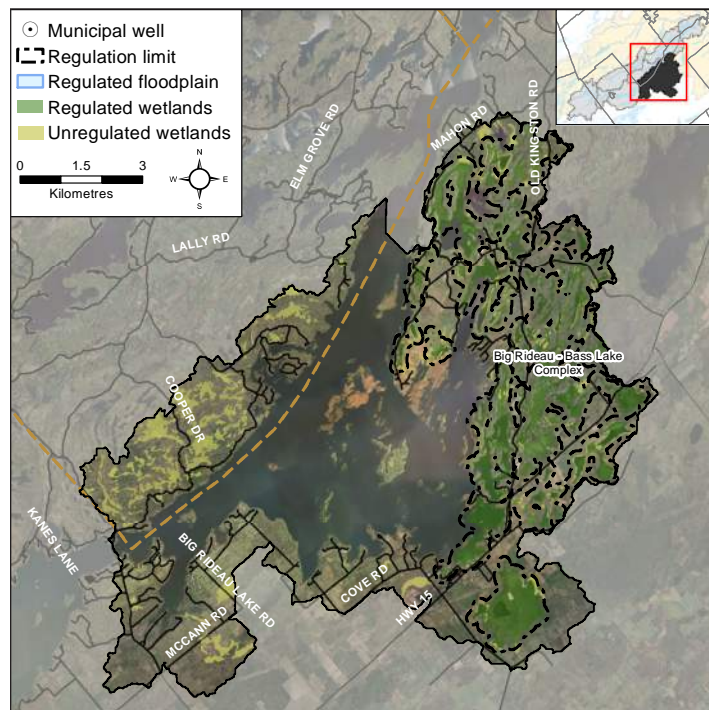 Municipal well
Regulation limit
Regulated floodplain
Regulated wetlands
Unregulated wetlands
0 1.5 3
Kilometres
N
W E
S
ELM GROVE RD
MAHON RD
OLD KINGSTON RD
LALLY RD
Big Rideau - Bass Lake
Complex
COOPER DR
KANES LANE
BIG RIDEAU LAKE RD
COVE RD
HWY 15
MCCANN RD